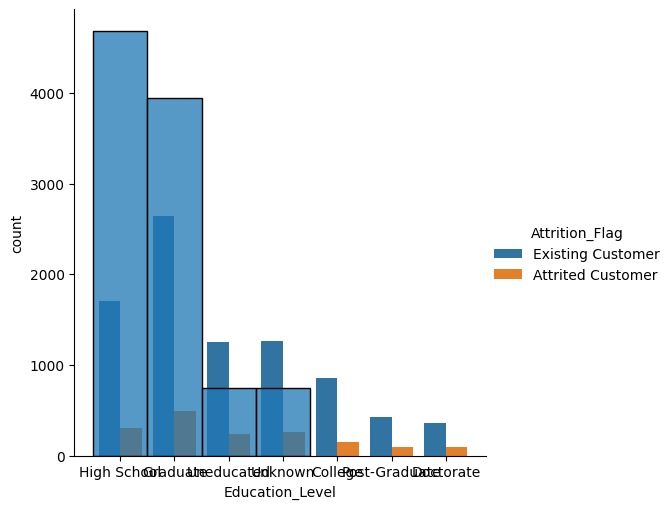 4000
3000
2000
1000
0
count
High School Graduate Uneducated Unknown College Post-Graduate Doctorate
Education_Level
Attrition_Flag
Existing Customer
Attrited Customer